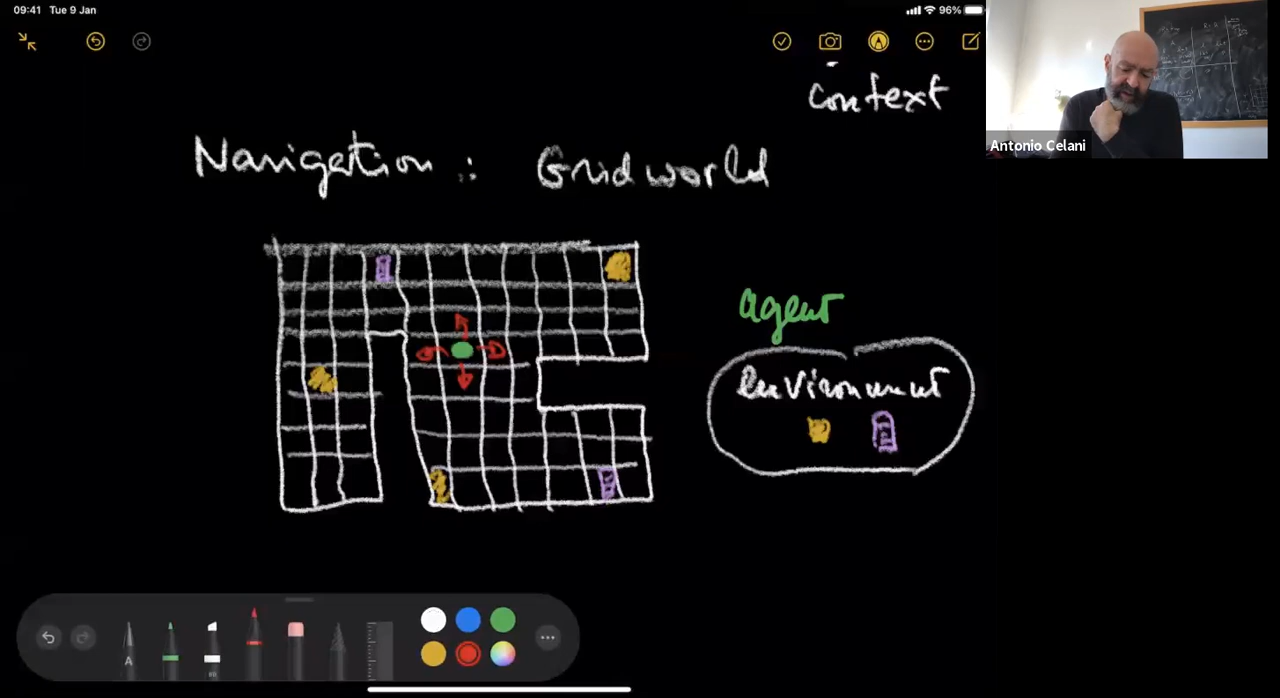 09:41 Tue 9 Jan
96%
context
Navigation : Gridworld
Antonio Celani
agent
environment
A